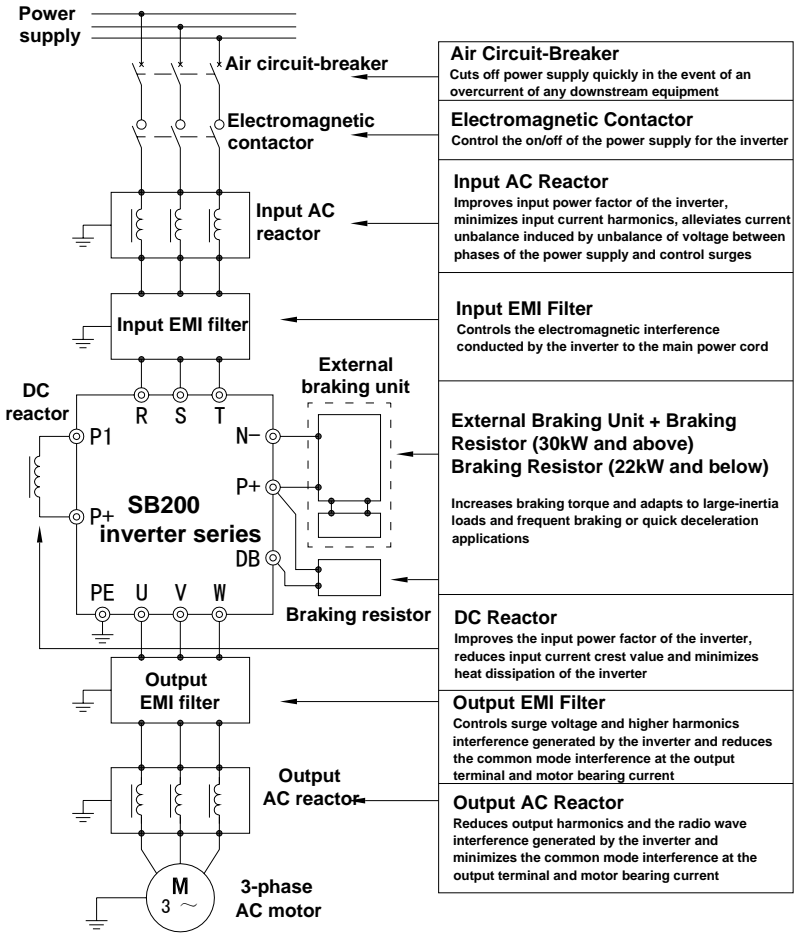 Power
supply
Air circuit-breaker
Electromagnetic
contactor
Input AC
reactor
Input EMI filter
External
braking unit
DC
reactor
R S T
P1
N-
P+
P+
SB200
inverter series
DB
PE U V W
Braking resistor
Output
EMI filter
Output
AC reactor
M
3 ~
3-phase
AC motor
Air Circuit-Breaker
Cuts off power supply quickly in the event of an
overcurrent of any downstream equipment
Electromagnetic Contactor
Control the on/off of the power supply for the inverter
Input AC Reactor
Improves input power factor of the inverter,
minimizes input current harmonics, alleviates current
unbalance induced by unbalance of voltage between
phases of the power supply and control surges
Input EMI Filter
Controls the electromagnetic interference
conducted by the inverter to the main power cord
External Braking Unit + Braking
Resistor (30kW and above)
Braking Resistor (22kW and below)
Increases braking torque and adapts to large-inertia
loads and frequent braking or quick deceleration
applications
DC Reactor
Improves the input power factor of the inverter,
reduces input current crest value and minimizes
heat dissipation of the inverter
Output EMI Filter
Controls surge voltage and higher harmonics
interference generated by the inverter and reduces
the common mode interference at the output
terminal and motor bearing current
Output AC Reactor
Reduces output harmonics and the radio wave
interference generated by the inverter and
minimizes the common mode interference at the
output terminal and motor bearing current